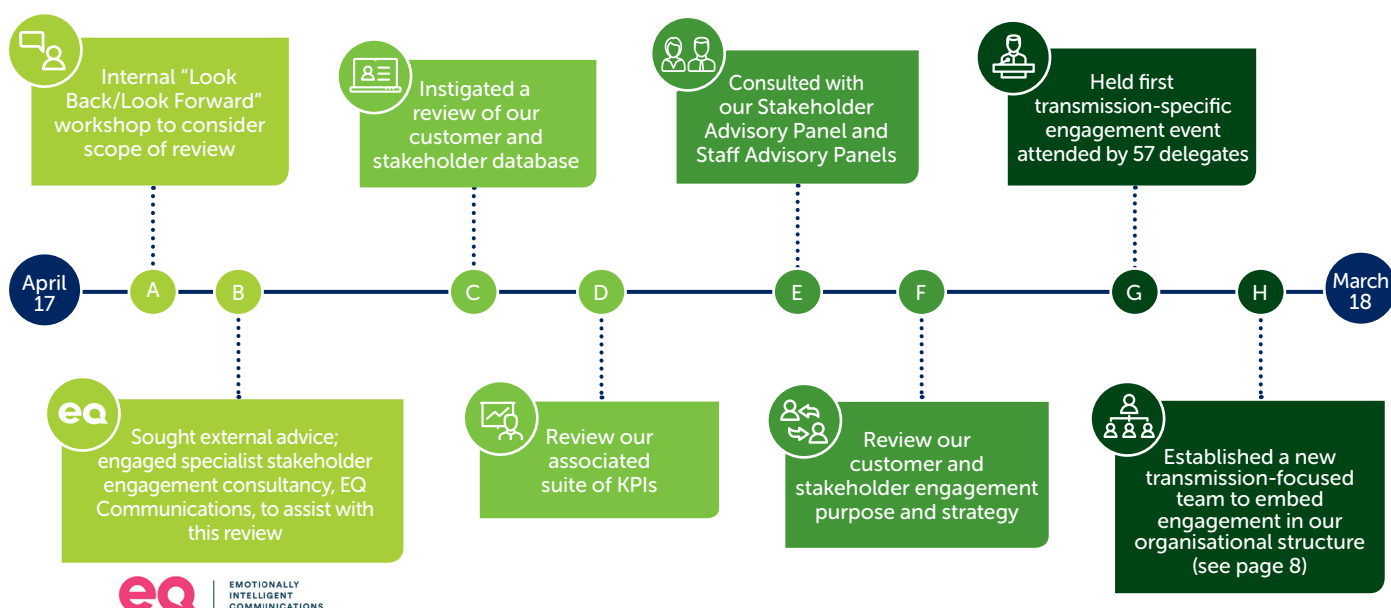 Internal “Look
Back/Look Forward”
workshop to consider
scope of review
Instigated a
review of our
customer and
stakeholder database
Consulted with
our Stakeholder
Advisory Panel and
Staff Advisory Panels
Held first
transmission-specific
engagement event
attended by 57 delegates
April
17
A
B
C
D
E
F
G
H
March
18
eq
Sought external advice;
engaged specialist stakeholder
engagement consultancy, EQ
Communications, to assist with
this review
Review our
associated
suite of KPIs
Review our
customer and
stakeholder engagement
purpose and strategy
Established a new
transmission-focused
team to embed
engagement in our
organisational structure
(see page 8)
eq
EMOTIONALLY
INTELLIGENT
COMMUNICATIONS